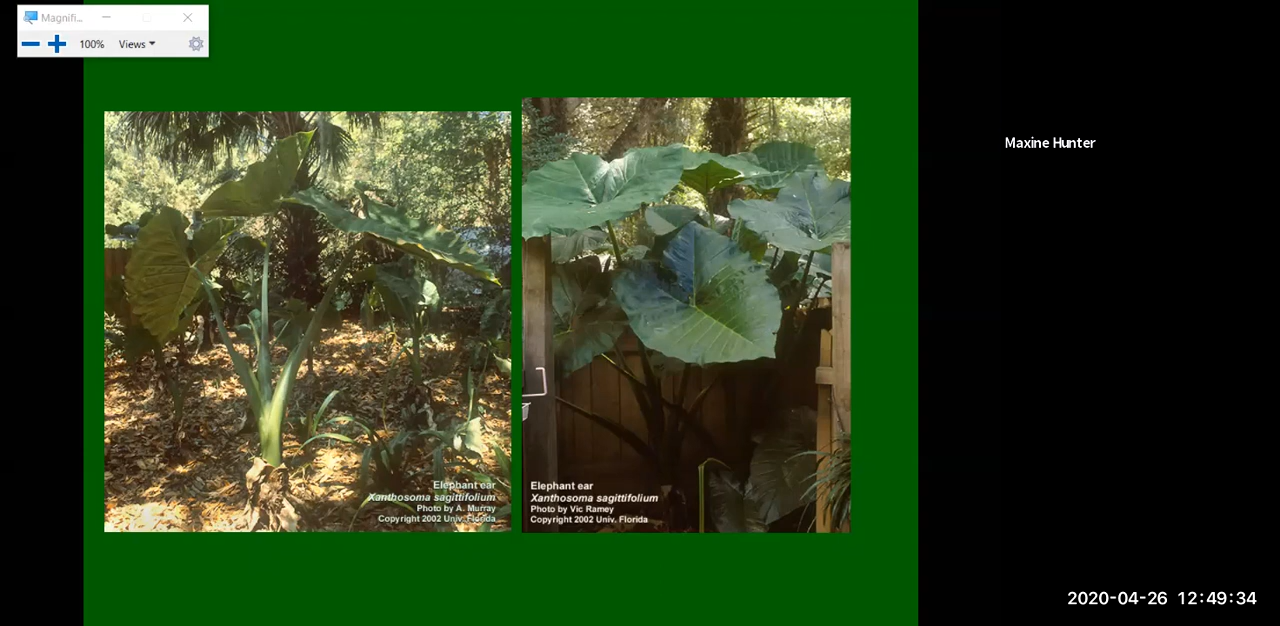 Magnifi...
100% Views
Maxine Hunter
Elephant ear
Xanthosoma sagittifolium
Photo by A. Murray
Copyright 2002 Univ. Florida
Elephant ear
Xanthosoma sagittifolium
Photo by Vic Ramey
Copyright 2002 Univ. Florida
2020-04-26 12:49:34